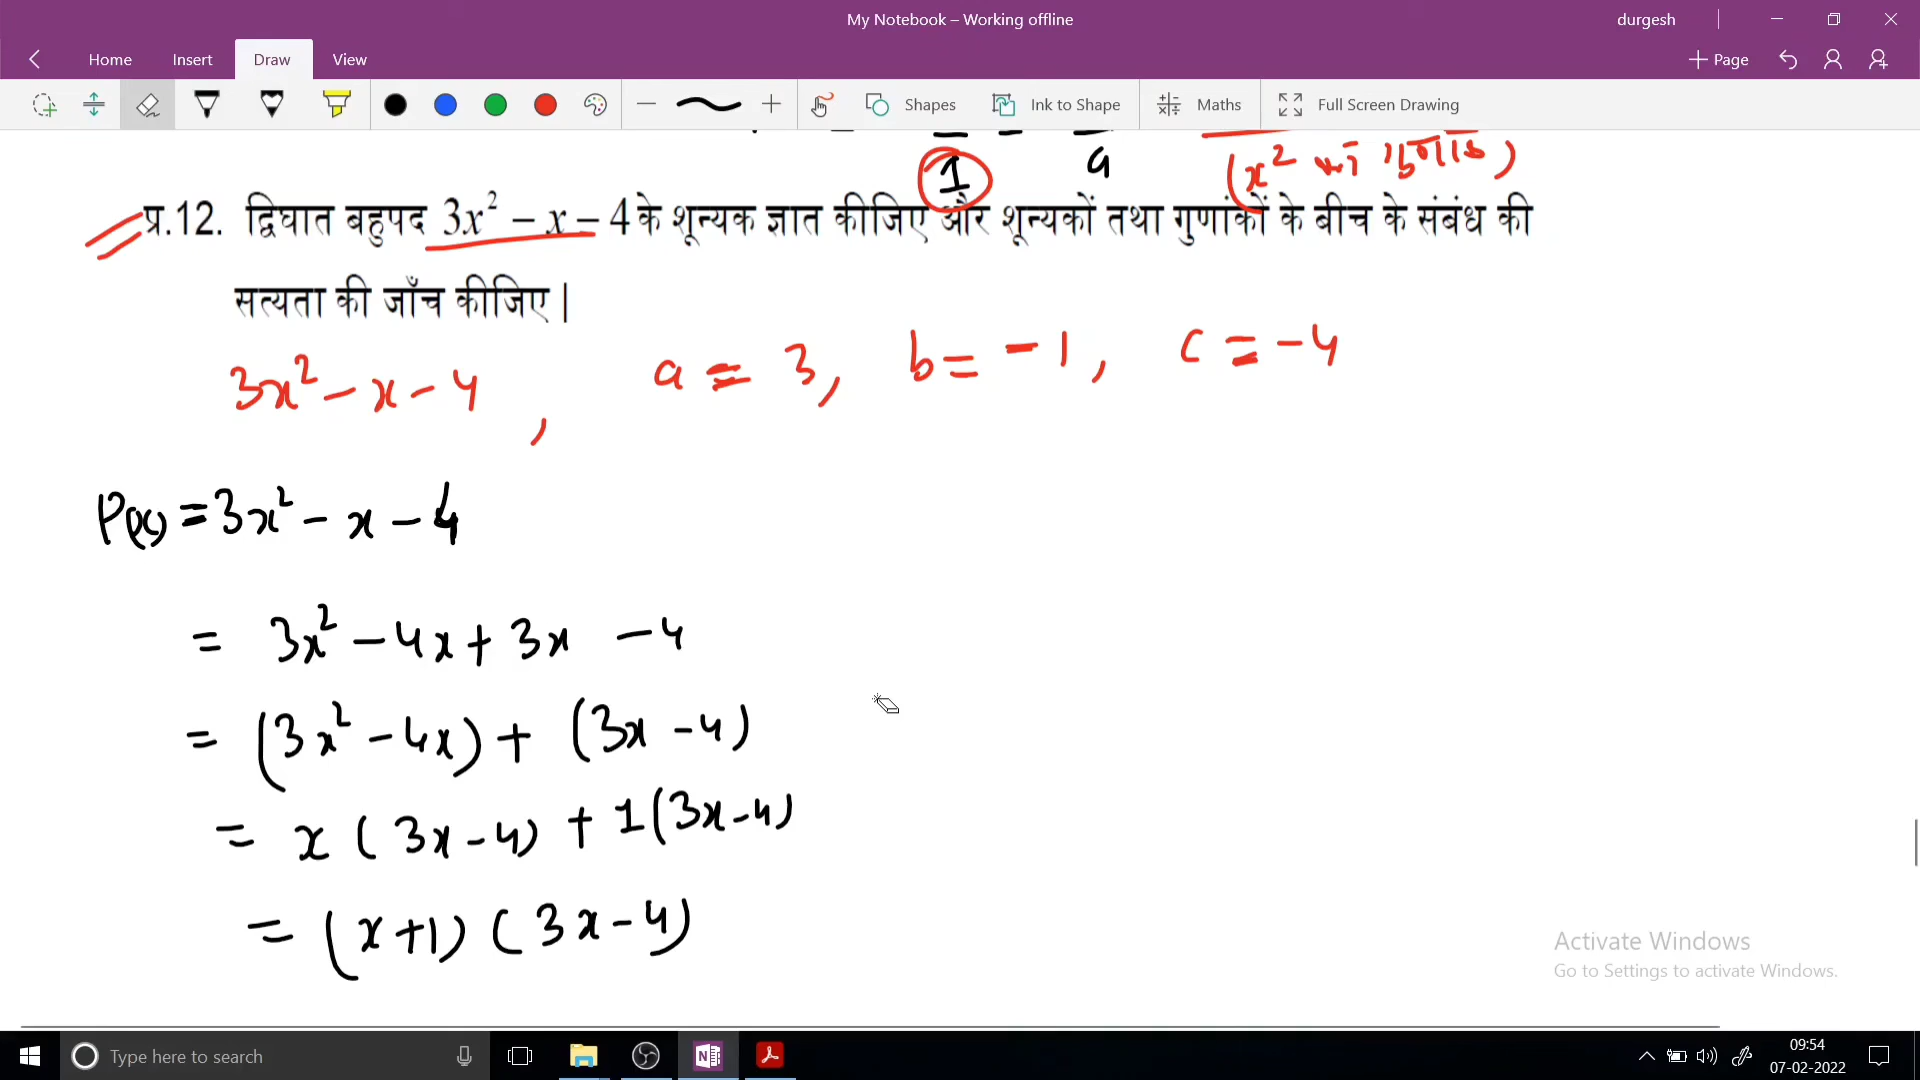 My Notebook – Working offline
durgesh
Home Insert Draw View
Page
Shapes Ink to Shape Maths Full Screen Drawing
1 a (x²
प्र.12. द्विघात बहुपद 3x² – x – 4 के शून्यक ज्ञात कीजिए और शून्यकों तथा गुणांकों के बीच के संबंध की
सत्यता की जाँच कीजिए |
3x² – x – 4 , a = 3, b = –1, c = –4
P(x) = 3x² – x – 4
= 3x² – 4x + 3x – 4
= (3x² – 4x) + (3x – 4)
= x (3x – 4) + 1(3x – 4)
= (x+1) (3x – 4)
Activate Windows
Go to Settings to activate Windows.
Type here to search
09:54
07-02-2022